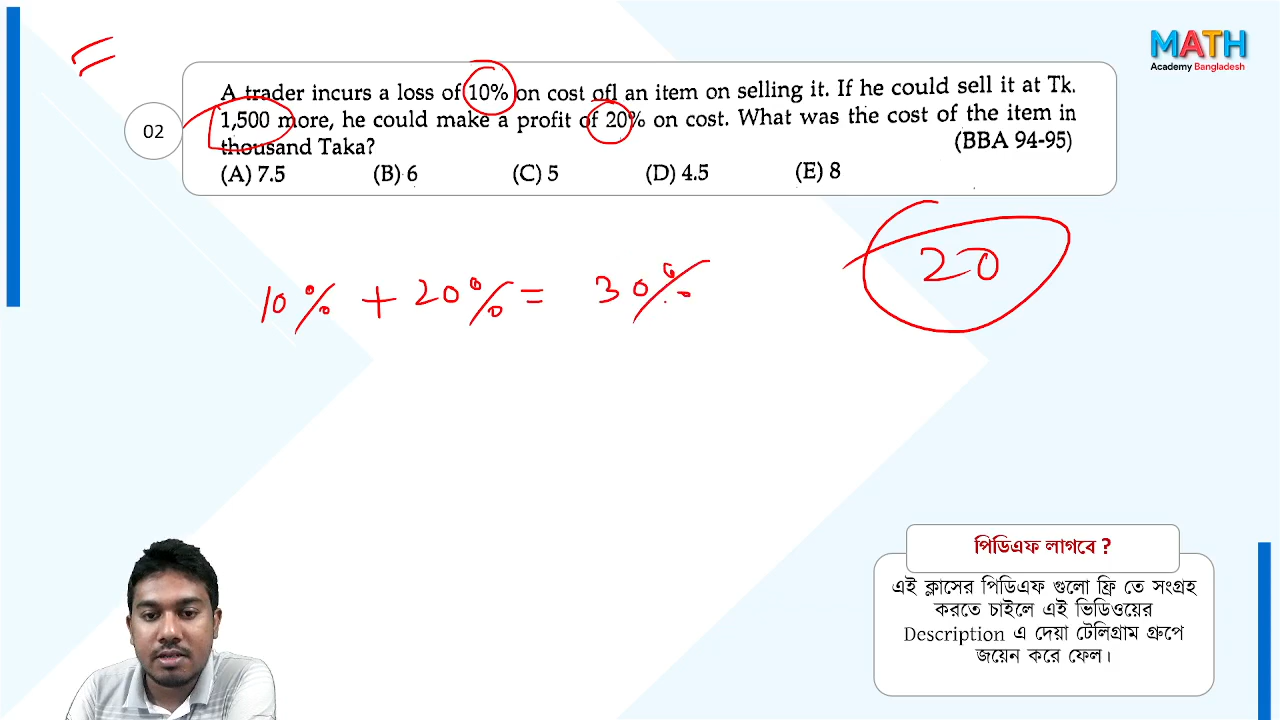 MATH
Academy Bangladesh
02
A trader incurs a loss of 10% on cost ofl an item on selling it. If he could sell it at Tk.
1,500 more, he could make a profit of 20% on cost. What was the cost of the item in
thousand Taka?
(BBA 94-95)
(A) 7.5 (B) 6 (C) 5 (D) 4.5 (E) 8
20
10% + 20% = 30%
পিডিএফ লাগবে ?
এই ক্লাসের পিডিএফ গুলো ফ্রি তে সংগ্রহ
করতে চাইলে এই ভিডিওয়ের
Description এ দেয়া টেলিগ্রাম গ্রুপে
জয়েন করে ফেল।